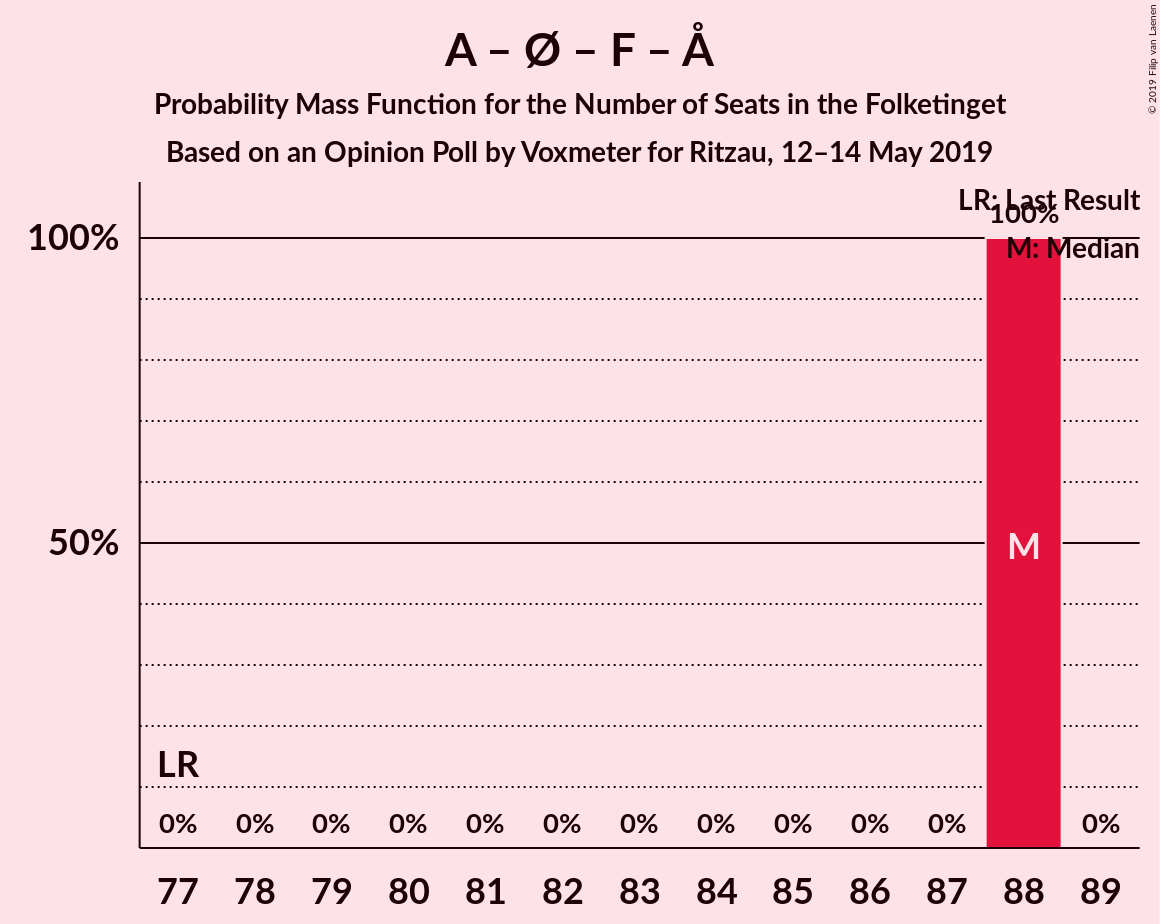 A – Ø – F – Å
Probability Mass Function for the Number of Seats in the Folketinget
Based on an Opinion Poll by Voxmeter for Ritzau, 12–14 May 2019
© 2019 Filip van Laenen
LR: Last Result
100%
M: Median
100%
50%
M
LR
0% 0% 0% 0% 0% 0% 0% 0% 0% 0% 0% 0%
77 78 79 80 81 82 83 84 85 86 87 88 89